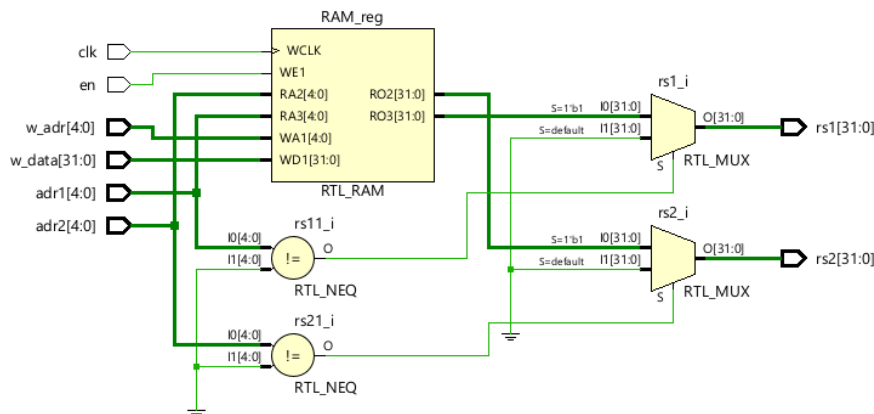 RAM_reg
clk
en
w_adr[4:0]
w_data[31:0]
adr1[4:0]
adr2[4:0]
WCLK
WE1
RA2[4:0]
RA3[4:0]
WA1[4:0]
WD1[31:0]
RO2[31:0]
RO3[31:0]
RTL_RAM
rs1_i
S=1'b1 I0[31:0]
S=default I1[31:0]
O[31:0]
S
RTL_MUX
rs1[31:0]
rs11_i
I0[4:0]
I1[4:0]
!=
O
RTL_NEQ
rs2_i
S=1'b1 I0[31:0]
S=default I1[31:0]
O[31:0]
S
RTL_MUX
rs2[31:0]
rs21_i
I0[4:0]
I1[4:0]
!=
O
RTL_NEQ